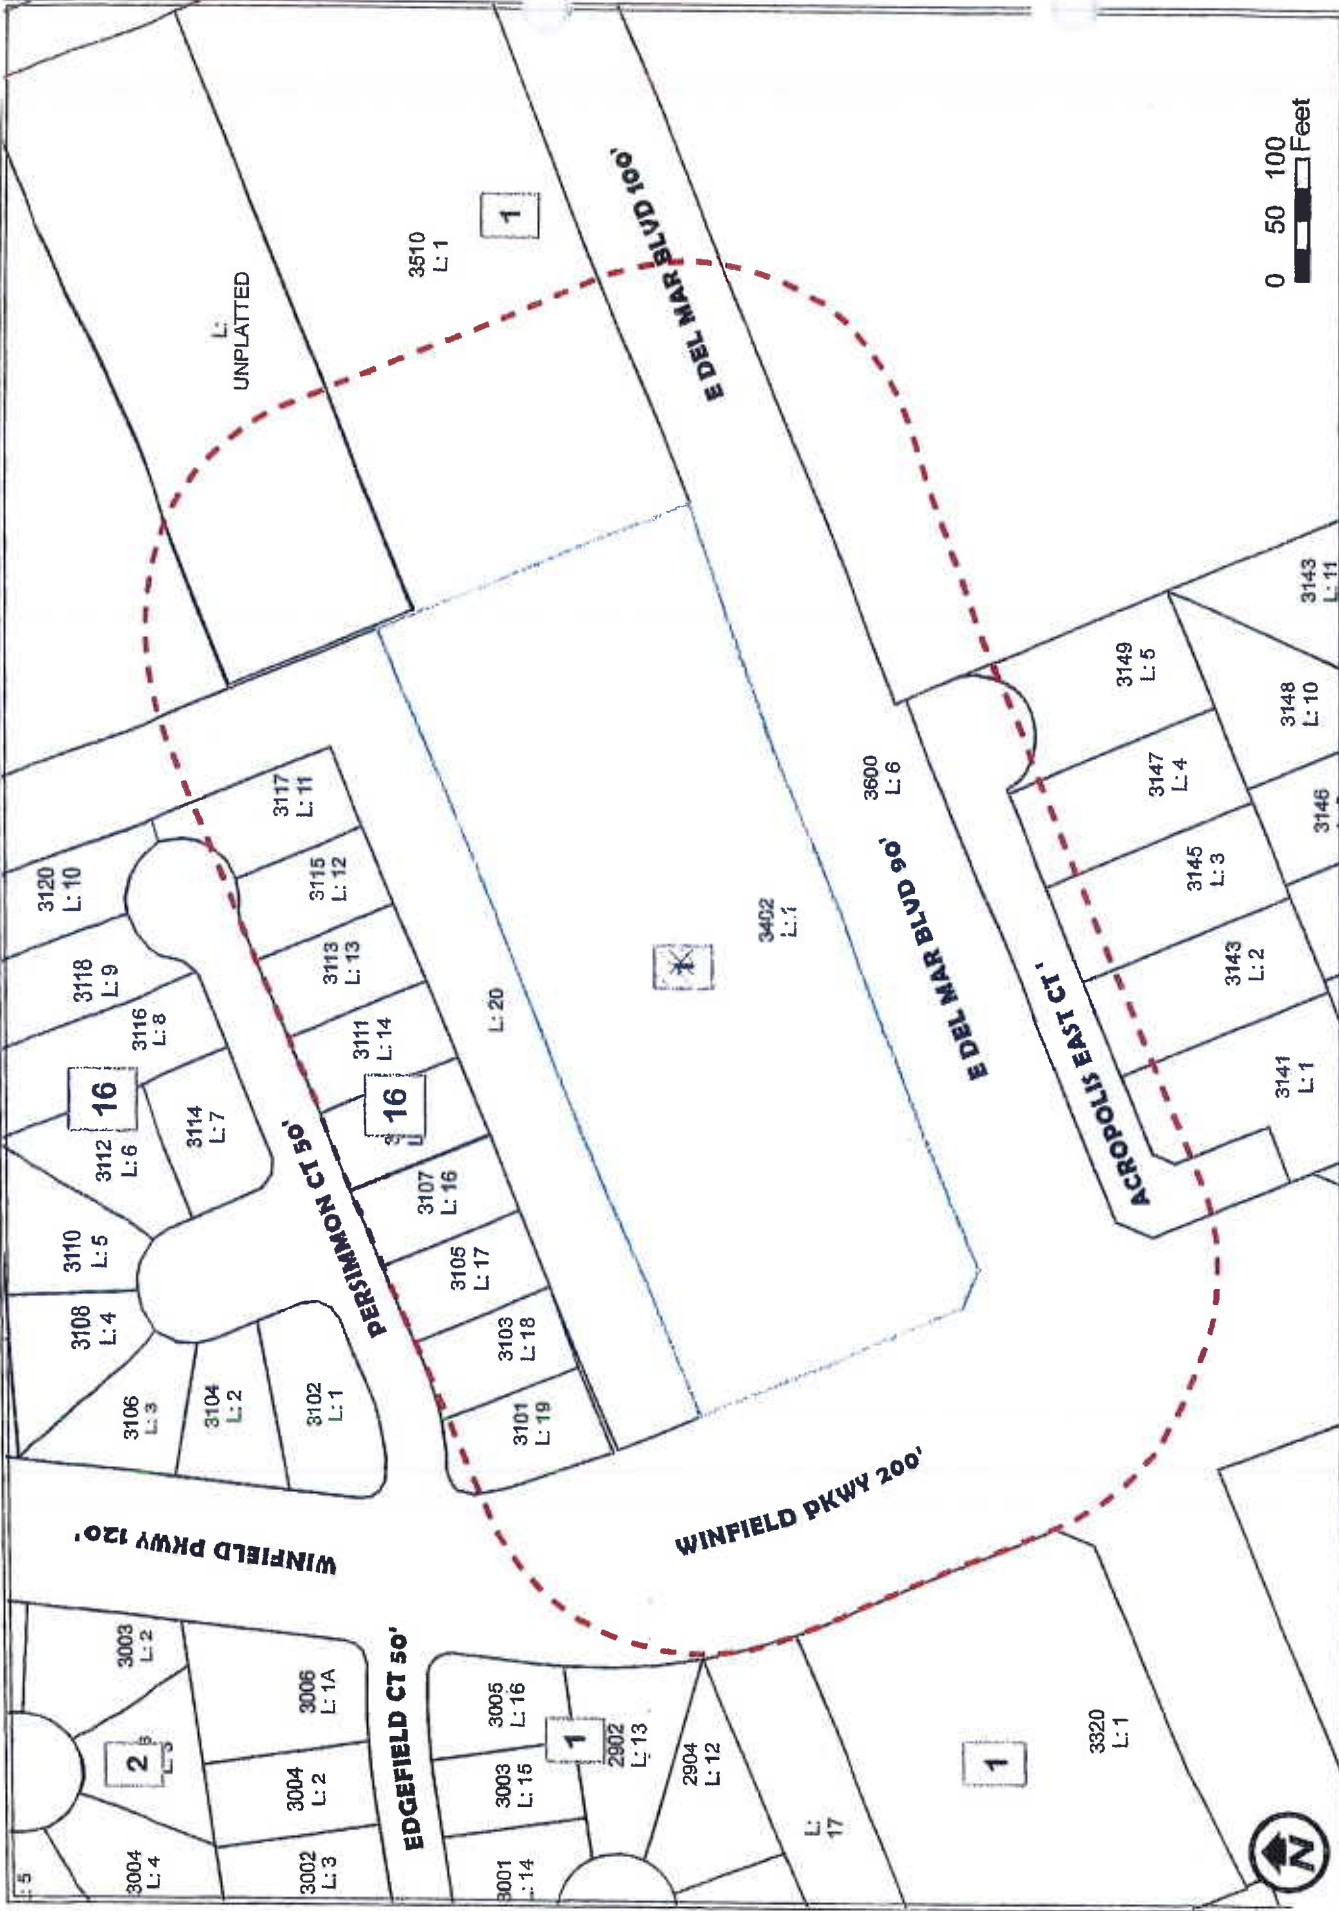 : 5
3004
L: 4
2
3003
L: 2
WINFIELD PKWY 120'
3106
L: 3
3108
L: 4
3110
L: 5
3112
L: 6
16
3116
L: 8
3118
L: 9
3120
L: 10
3104
L: 2
3114
L: 7
L:
UNPLATTED
3002
L: 3
3004
L: 2
3006
L: 1A
3102
L: 1
PERSIMMON CT 50'
3117
L: 11
3115
L: 12
3113
L: 13
3111
L: 14
16
3107
L: 16
3105
L: 17
3103
L: 18
3101
L: 19
EDGEFIELD CT 50'
3510
L: 1
1
3001
: 14
3003
L: 15
3005
L: 16
1
2902
L: 13
2904
L: 12
L: 20
WINFIELD PKWY 200'
3402
L: 1
E DEL MAR BLVD 100'
L:
17
3600
L: 6
E DEL MAR BLVD 90'
1
3320
L: 1
ACROPOLIS EAST CT '
3149
L: 5
3147
L: 4
3145
L: 3
3143
L: 2
3141
L: 1
3148
L: 10
3146
3143
L: 11
0 50 100
Feet
N